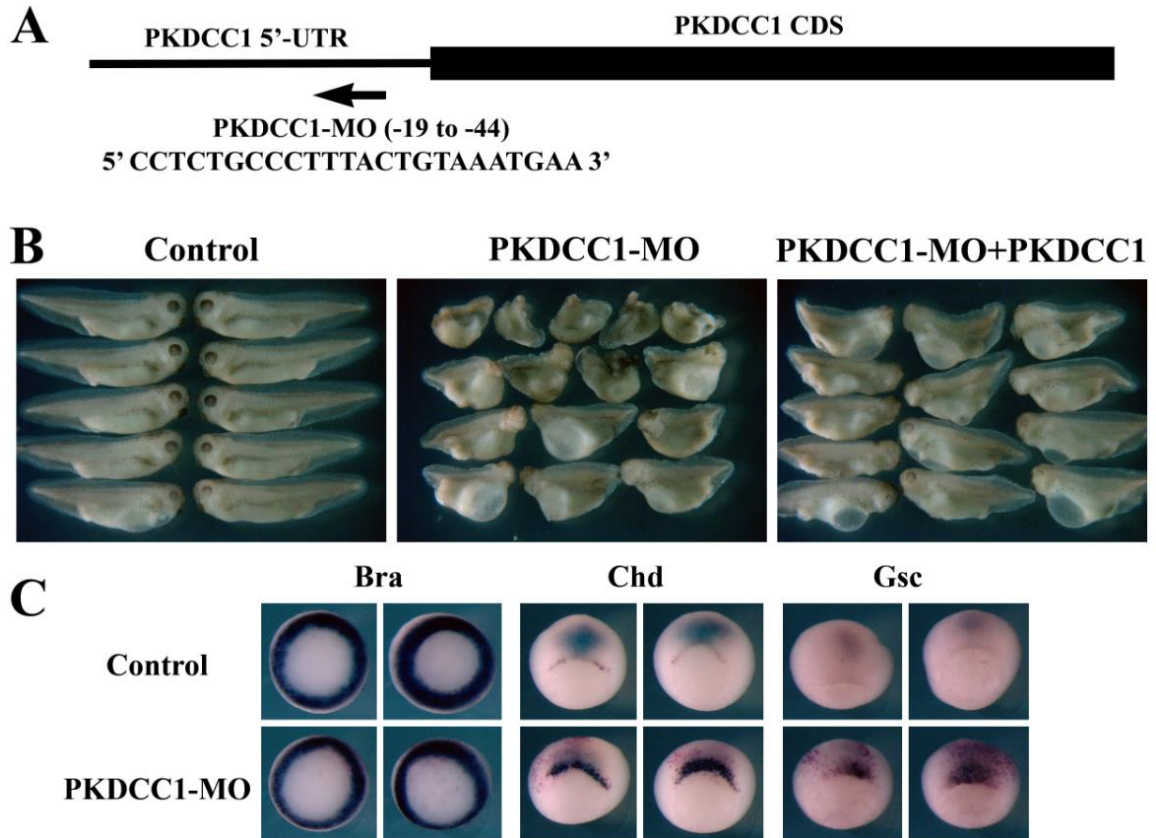 A
PKDCC1 5'-UTR
PKDCC1 CDS
PKDCC1-MO (-19 to -44)
5' CCTCTGCCCTTTACTGTAAATGAA 3'
B
Control
PKDCC1-MO
PKDCC1-MO+PKDCC1
C
Bra
Chd
Gsc
Control
PKDCC1-MO